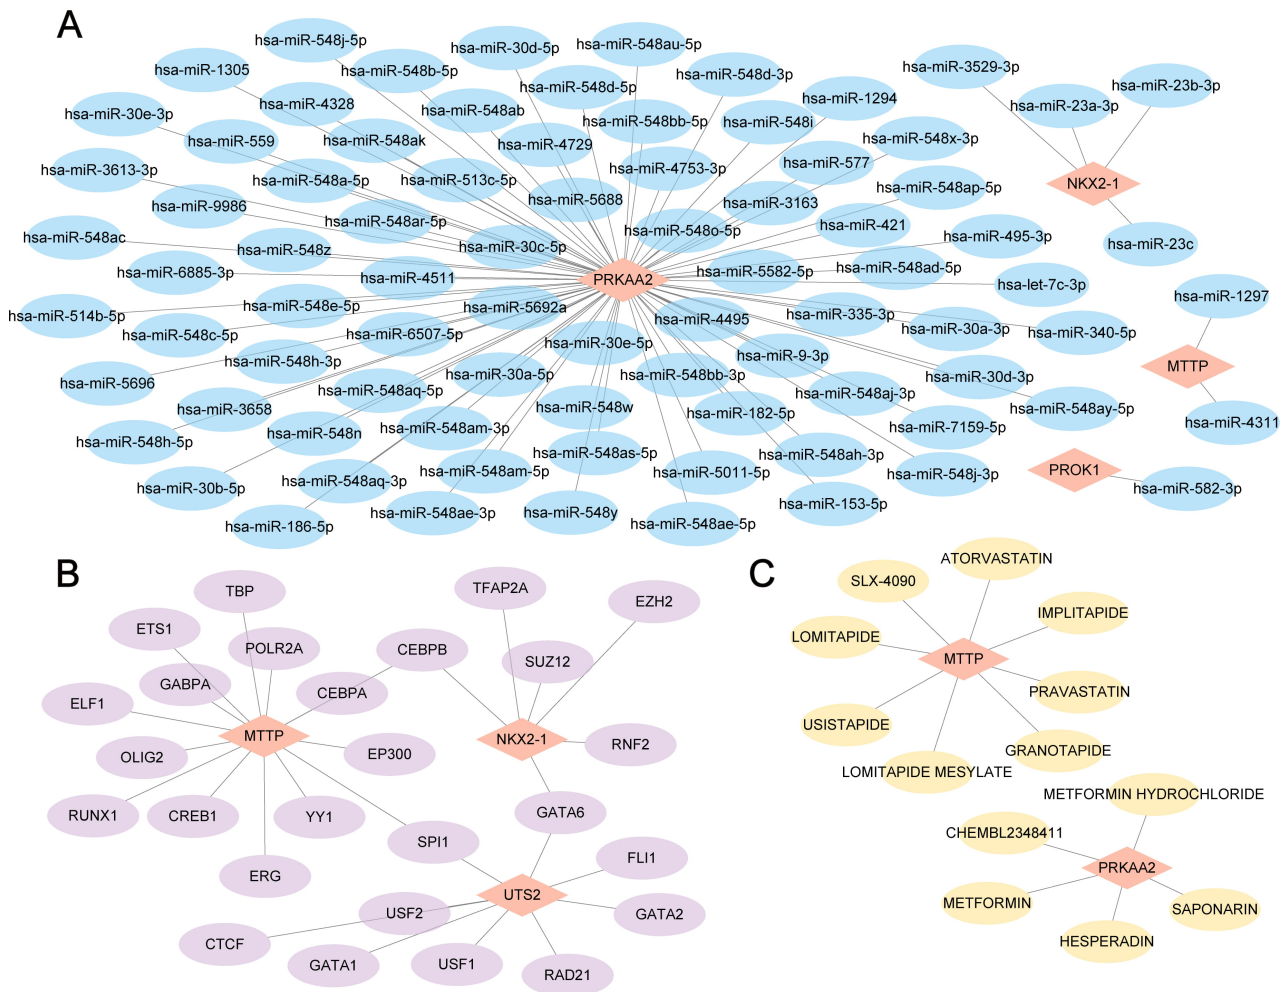 A
hsa-miR-548j-5p
hsa-miR-30d-5p
hsa-miR-548au-5p
hsa-miR-1305
hsa-miR-548b-5p
hsa-miR-548d-5p
hsa-miR-548d-3p
hsa-miR-3529-3p
hsa-miR-23b-3p
hsa-miR-30e-3p
hsa-miR-4328
hsa-miR-548ab
hsa-miR-548bb-5p
hsa-miR-548i
hsa-miR-1294
hsa-miR-23a-3p
hsa-miR-559
hsa-miR-548ak
hsa-miR-4729
hsa-miR-4753-3p
hsa-miR-577
hsa-miR-548x-3p
hsa-miR-3613-3p
hsa-miR-548a-5p
hsa-miR-513c-5p
hsa-miR-5688
hsa-miR-3163
hsa-miR-548ap-5p
NKX2-1
hsa-miR-9986
hsa-miR-548ar-5p
hsa-miR-30c-5p
hsa-miR-548o-5p
hsa-miR-421
hsa-miR-495-3p
hsa-miR-23c
hsa-miR-548ac
hsa-miR-548z
hsa-miR-6885-3p
hsa-miR-4511
PRKAA2
hsa-miR-5582-5p
hsa-miR-548ad-5p
hsa-let-7c-3p
hsa-miR-1297
hsa-miR-514b-5p
hsa-miR-548e-5p
hsa-miR-5692a
hsa-miR-4495
hsa-miR-335-3p
hsa-miR-30a-3p
hsa-miR-340-5p
hsa-miR-548c-5p
hsa-miR-6507-5p
hsa-miR-30e-5p
hsa-miR-9-3p
hsa-miR-548h-3p
hsa-miR-30a-5p
hsa-miR-548bb-3p
hsa-miR-30d-3p
MTTP
hsa-miR-5696
hsa-miR-548aq-5p
hsa-miR-548aj-3p
hsa-miR-3658
hsa-miR-548w
hsa-miR-182-5p
hsa-miR-548ay-5p
hsa-miR-4311
hsa-miR-548h-5p
hsa-miR-548n
hsa-miR-548am-3p
hsa-miR-7159-5p
hsa-miR-548as-5p
hsa-miR-548ah-3p
hsa-miR-30b-5p
hsa-miR-548aq-3p
hsa-miR-548am-5p
hsa-miR-5011-5p
hsa-miR-548j-3p
PROK1
hsa-miR-582-3p
hsa-miR-186-5p
hsa-miR-548ae-3p
hsa-miR-548y
hsa-miR-548ae-5p
hsa-miR-153-5p
B
TBP
TFAP2A
EZH2
ETS1
POLR2A
CEBPB
SUZ12
GABPA
CEBPA
ELF1
MTTP
NKX2-1
RNF2
OLIG2
EP300
RUNX1
CREB1
YY1
GATA6
SPI1
ERG
FLI1
UTS2
USF2
GATA2
CTCF
GATA1
USF1
RAD21
C
ATORVASTATIN
SLX-4090
IMPLITAPIDE
LOMITAPIDE
MTTP
PRAVASTATIN
USISTAPIDE
GRANOTAPIDE
LOMITAPIDE MESYLATE
METFORMIN HYDROCHLORIDE
CHEMBL2348411
PRKAA2
METFORMIN
SAPONARIN
HESPERADIN